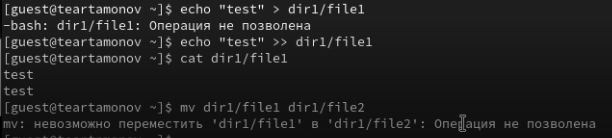 [guest@teartamonov ~]$ echo "test" > dir1/file1
-bash: dir1/file1: Операция не позволена
[guest@teartamonov ~]$ echo "test" >> dir1/file1
[guest@teartamonov ~]$ cat dir1/file1
test
test
[guest@teartamonov ~]$ mv dir1/file1 dir1/file2
mv: невозможно переместить 'dir1/file1' в 'dir1/file2': Операция не позволена